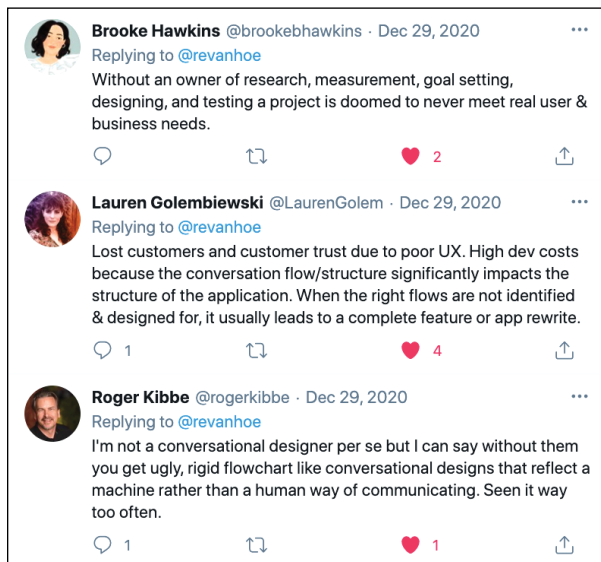 Brooke Hawkins @brookebhawkins · Dec 29, 2020
Replying to @revanhoe
Without an owner of research, measurement, goal setting,
designing, and testing a project is doomed to never meet real user &
business needs.
2
Lauren Golembiewski @LaurenGolem · Dec 29, 2020
Replying to @revanhoe
Lost customers and customer trust due to poor UX. High dev costs
because the conversation flow/structure significantly impacts the
structure of the application. When the right flows are not identified
& designed for, it usually leads to a complete feature or app rewrite.
1 4
Roger Kibbe @rogerkibbe · Dec 29, 2020
Replying to @revanhoe
I'm not a conversational designer per se but I can say without them
you get ugly, rigid flowchart like conversational designs that reflect a
machine rather than a human way of communicating. Seen it way
too often.
1 1